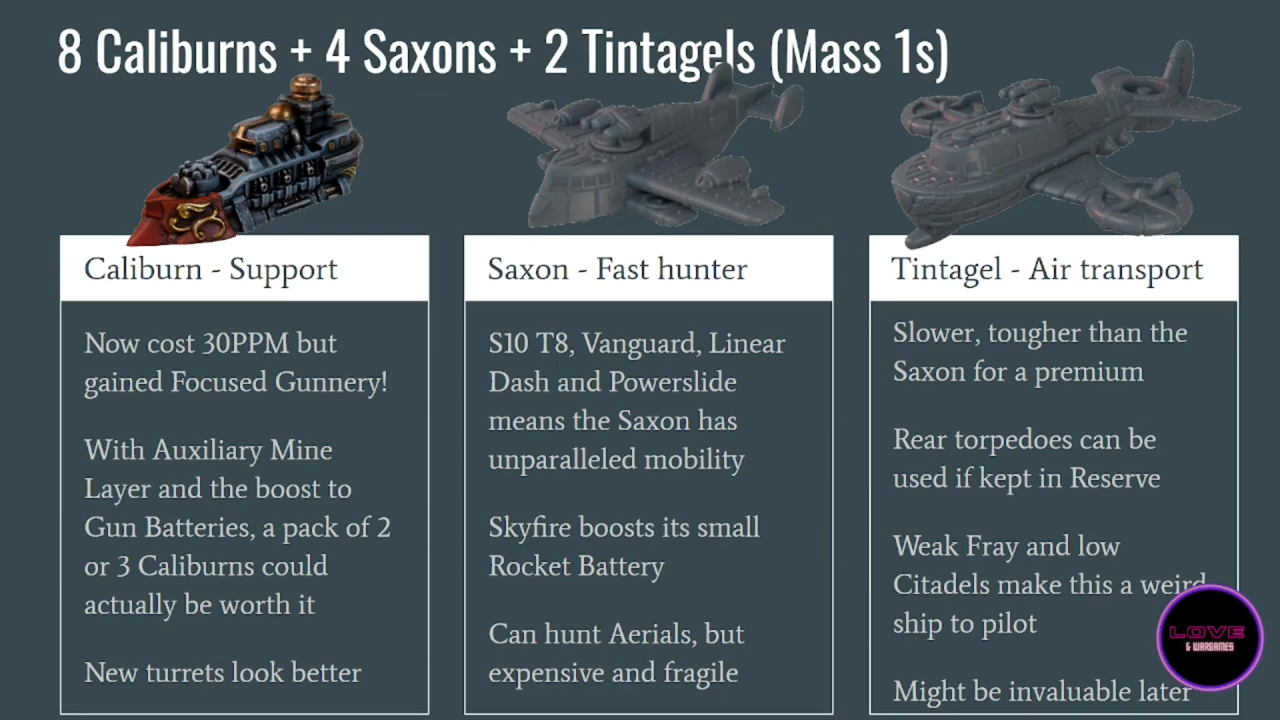 8 Caliburns + 4 Saxons + 2 Tintagels (Mass 1s)
Caliburn - Support
Now cost 30PPM but
gained Focused Gunnery!
With Auxiliary Mine
Layer and the boost to
Gun Batteries, a pack of 2
or 3 Caliburns could
actually be worth it
New turrets look better
Saxon - Fast hunter
S10 T8, Vanguard, Linear
Dash and Powerslide
means the Saxon has
unparalleled mobility
Skyfire boosts its small
Rocket Battery
Can hunt Aerials, but
expensive and fragile
Tintagel - Air transport
Slower, tougher than the
Saxon for a premium
Rear torpedoes can be
used if kept in Reserve
Weak Fray and low
Citadels make this a weird
ship to pilot
Might be invaluable later
LOVE
& WARGAMES